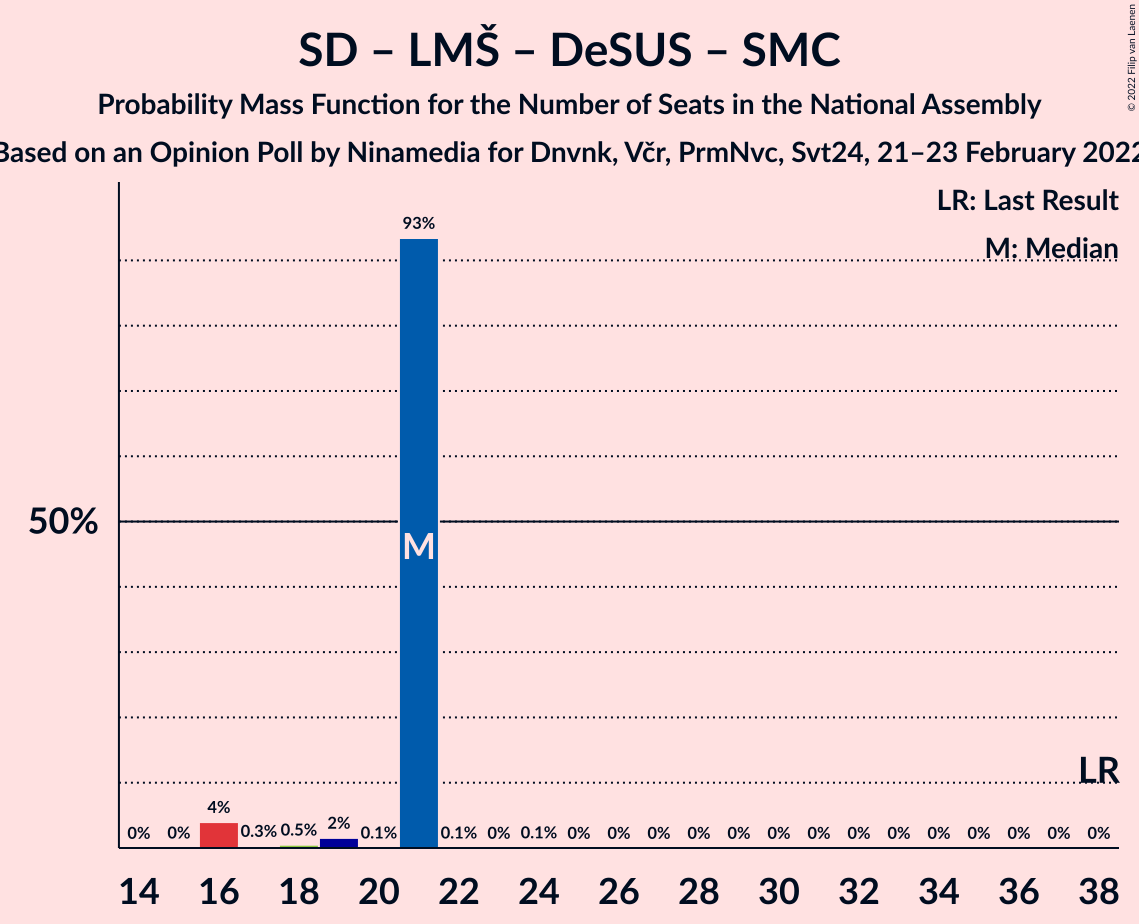 SD – LMŠ – DeSUS – SMC
Probability Mass Function for the Number of Seats in the National Assembly
Based on an Opinion Poll by Ninamedia for Dnvnk, Včr, PrmNvc, Svt24, 21–23 February 2022
© 2022 Filip van Laenen
LR: Last Result
M: Median
93%
50%
M
LR
0% 0% 4% 0.3% 0.5% 2% 0.1% 0.1% 0% 0.1% 0% 0% 0% 0% 0% 0% 0% 0% 0% 0% 0% 0% 0% 0%
14 16 18 20 22 24 26 28 30 32 34 36 38